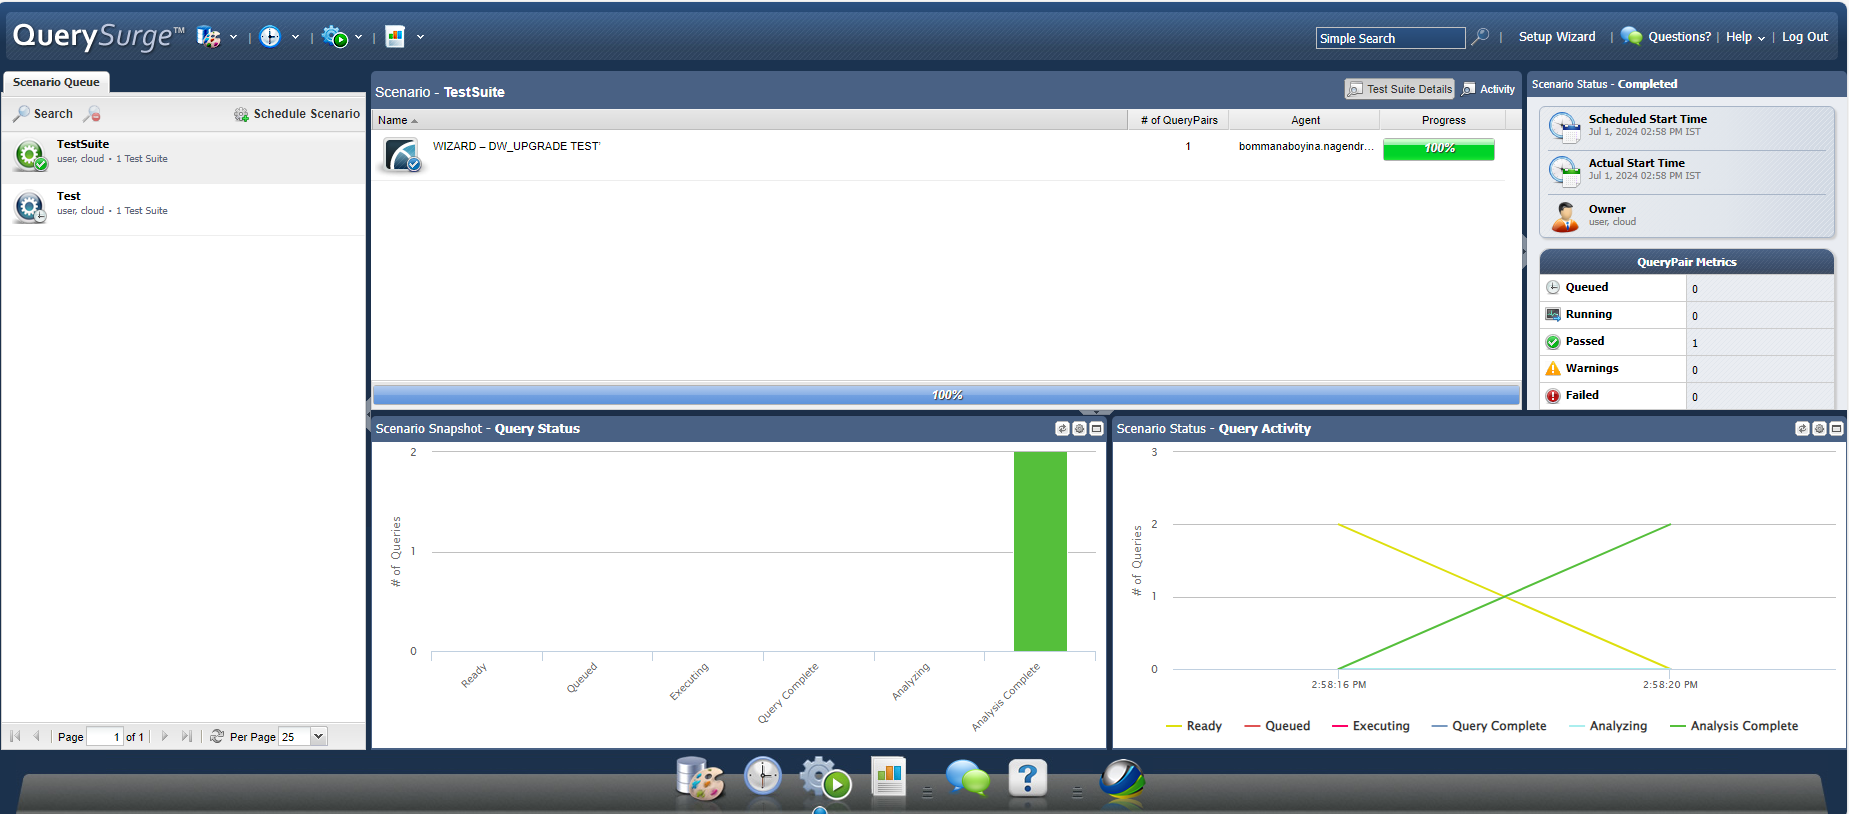 QuerySurge™
Simple Search
Setup Wizard
Questions?
Help
Log Out
Scenario Queue
Search
Schedule Scenario
TestSuite
user, cloud • 1 Test Suite
Test
user, cloud • 1 Test Suite
Page 1 of 1 Per Page 25
Scenario - TestSuite
Test Suite Details
Activity
Name # of QueryPairs Agent Progress
WIZARD – DW_UPGRADE TEST' 1 bommanaboyina.nagendr... 100%
100%
Scenario Status - Completed
Scheduled Start Time
Jul 1, 2024 02:58 PM IST
Actual Start Time
Jul 1, 2024 02:58 PM IST
Owner
user, cloud
QueryPair Metrics
Queued 0
Running 0
Passed 1
Warnings 0
Failed 0
Scenario Snapshot - Query Status
2
1
0
# of Queries
Ready
Queued
Executing
Query Complete
Analyzing
Analysis Complete
Scenario Status - Query Activity
3
2
1
0
# of Queries
2:58:16 PM 2:58:20 PM
Ready Queued Executing Query Complete Analyzing Analysis Complete
?